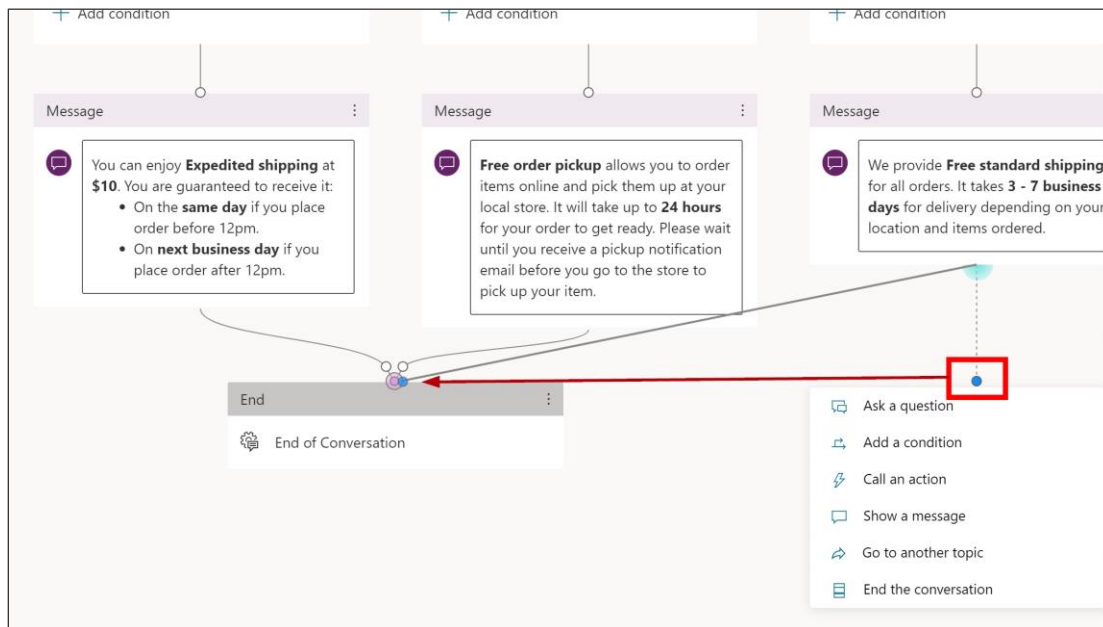 Add condition
Add condition
Add condition
Message
You can enjoy Expedited shipping at
$10. You are guaranteed to receive it:
• On the same day if you place
order before 12pm.
• On next business day if you
place order after 12pm.
Message
Free order pickup allows you to order
items online and pick them up at your
local store. It will take up to 24 hours
for your order to get ready. Please wait
until you receive a pickup notification
email before you go to the store to
pick up your item.
Message
We provide Free standard shipping
for all orders. It takes 3 - 7 business
days for delivery depending on your
location and items ordered.
End
End of Conversation
Ask a question
Add a condition
Call an action
Show a message
Go to another topic
End the conversation